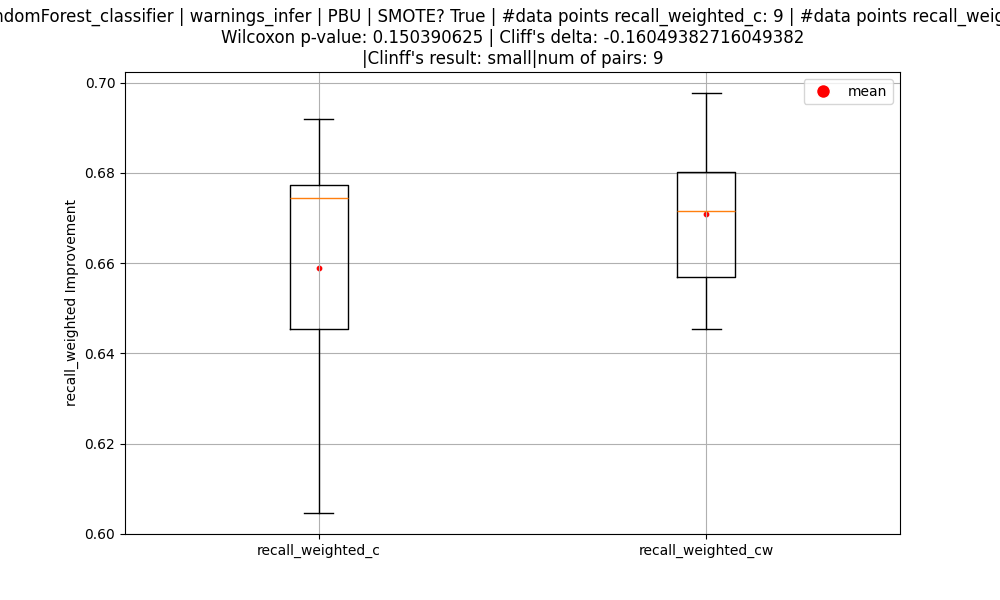 ndomForest_classifier | warnings_infer | PBU | SMOTE? True | #data points recall_weighted_c: 9 | #data points recall_weig
Wilcoxon p-value: 0.150390625 | Cliff's delta: -0.16049382716049382
|Clinff's result: small|num of pairs: 9
mean
0.70
0.68
0.66
0.64
0.62
0.60
recall_weighted Improvement
recall_weighted_c
recall_weighted_cw